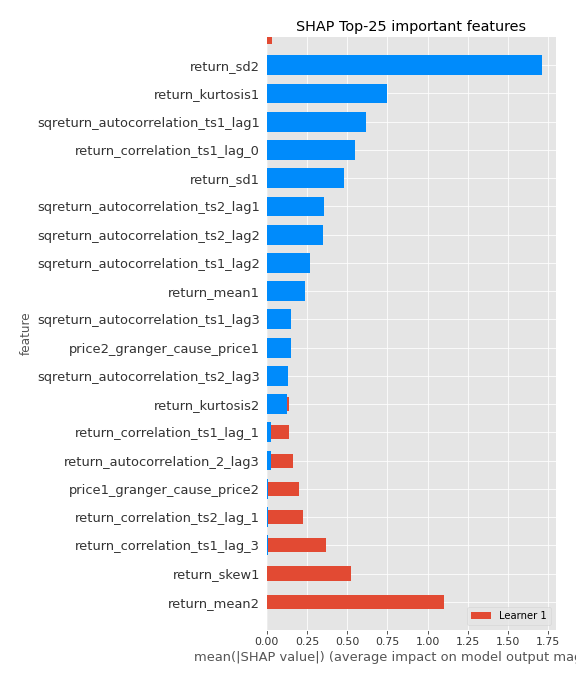 SHAP Top-25 important features
return_sd2
return_kurtosis1
sqreturn_autocorrelation_ts1_lag1
return_correlation_ts1_lag_0
return_sd1
sqreturn_autocorrelation_ts2_lag1
sqreturn_autocorrelation_ts2_lag2
sqreturn_autocorrelation_ts1_lag2
return_mean1
sqreturn_autocorrelation_ts1_lag3
price2_granger_cause_price1
sqreturn_autocorrelation_ts2_lag3
return_kurtosis2
return_correlation_ts1_lag_1
return_autocorrelation_2_lag3
price1_granger_cause_price2
return_correlation_ts2_lag_1
return_correlation_ts1_lag_3
return_skew1
return_mean2
feature
Learner 1
0.00 0.25 0.50 0.75 1.00 1.25 1.50 1.75
mean(|SHAP value|) (average impact on model output